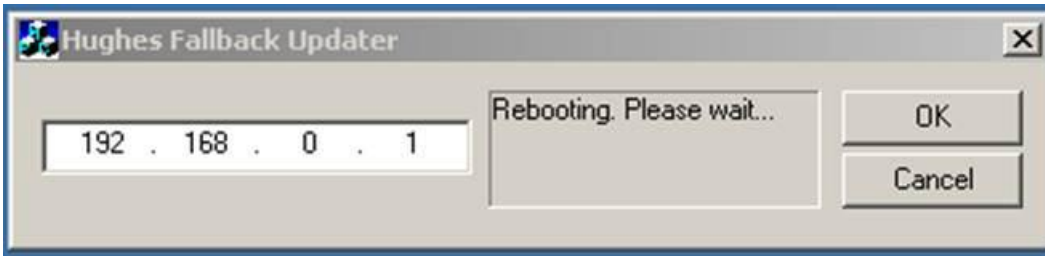 Hughes Fallback Updater
192 . 168 . 0 . 1
Rebooting. Please wait...
OK
Cancel